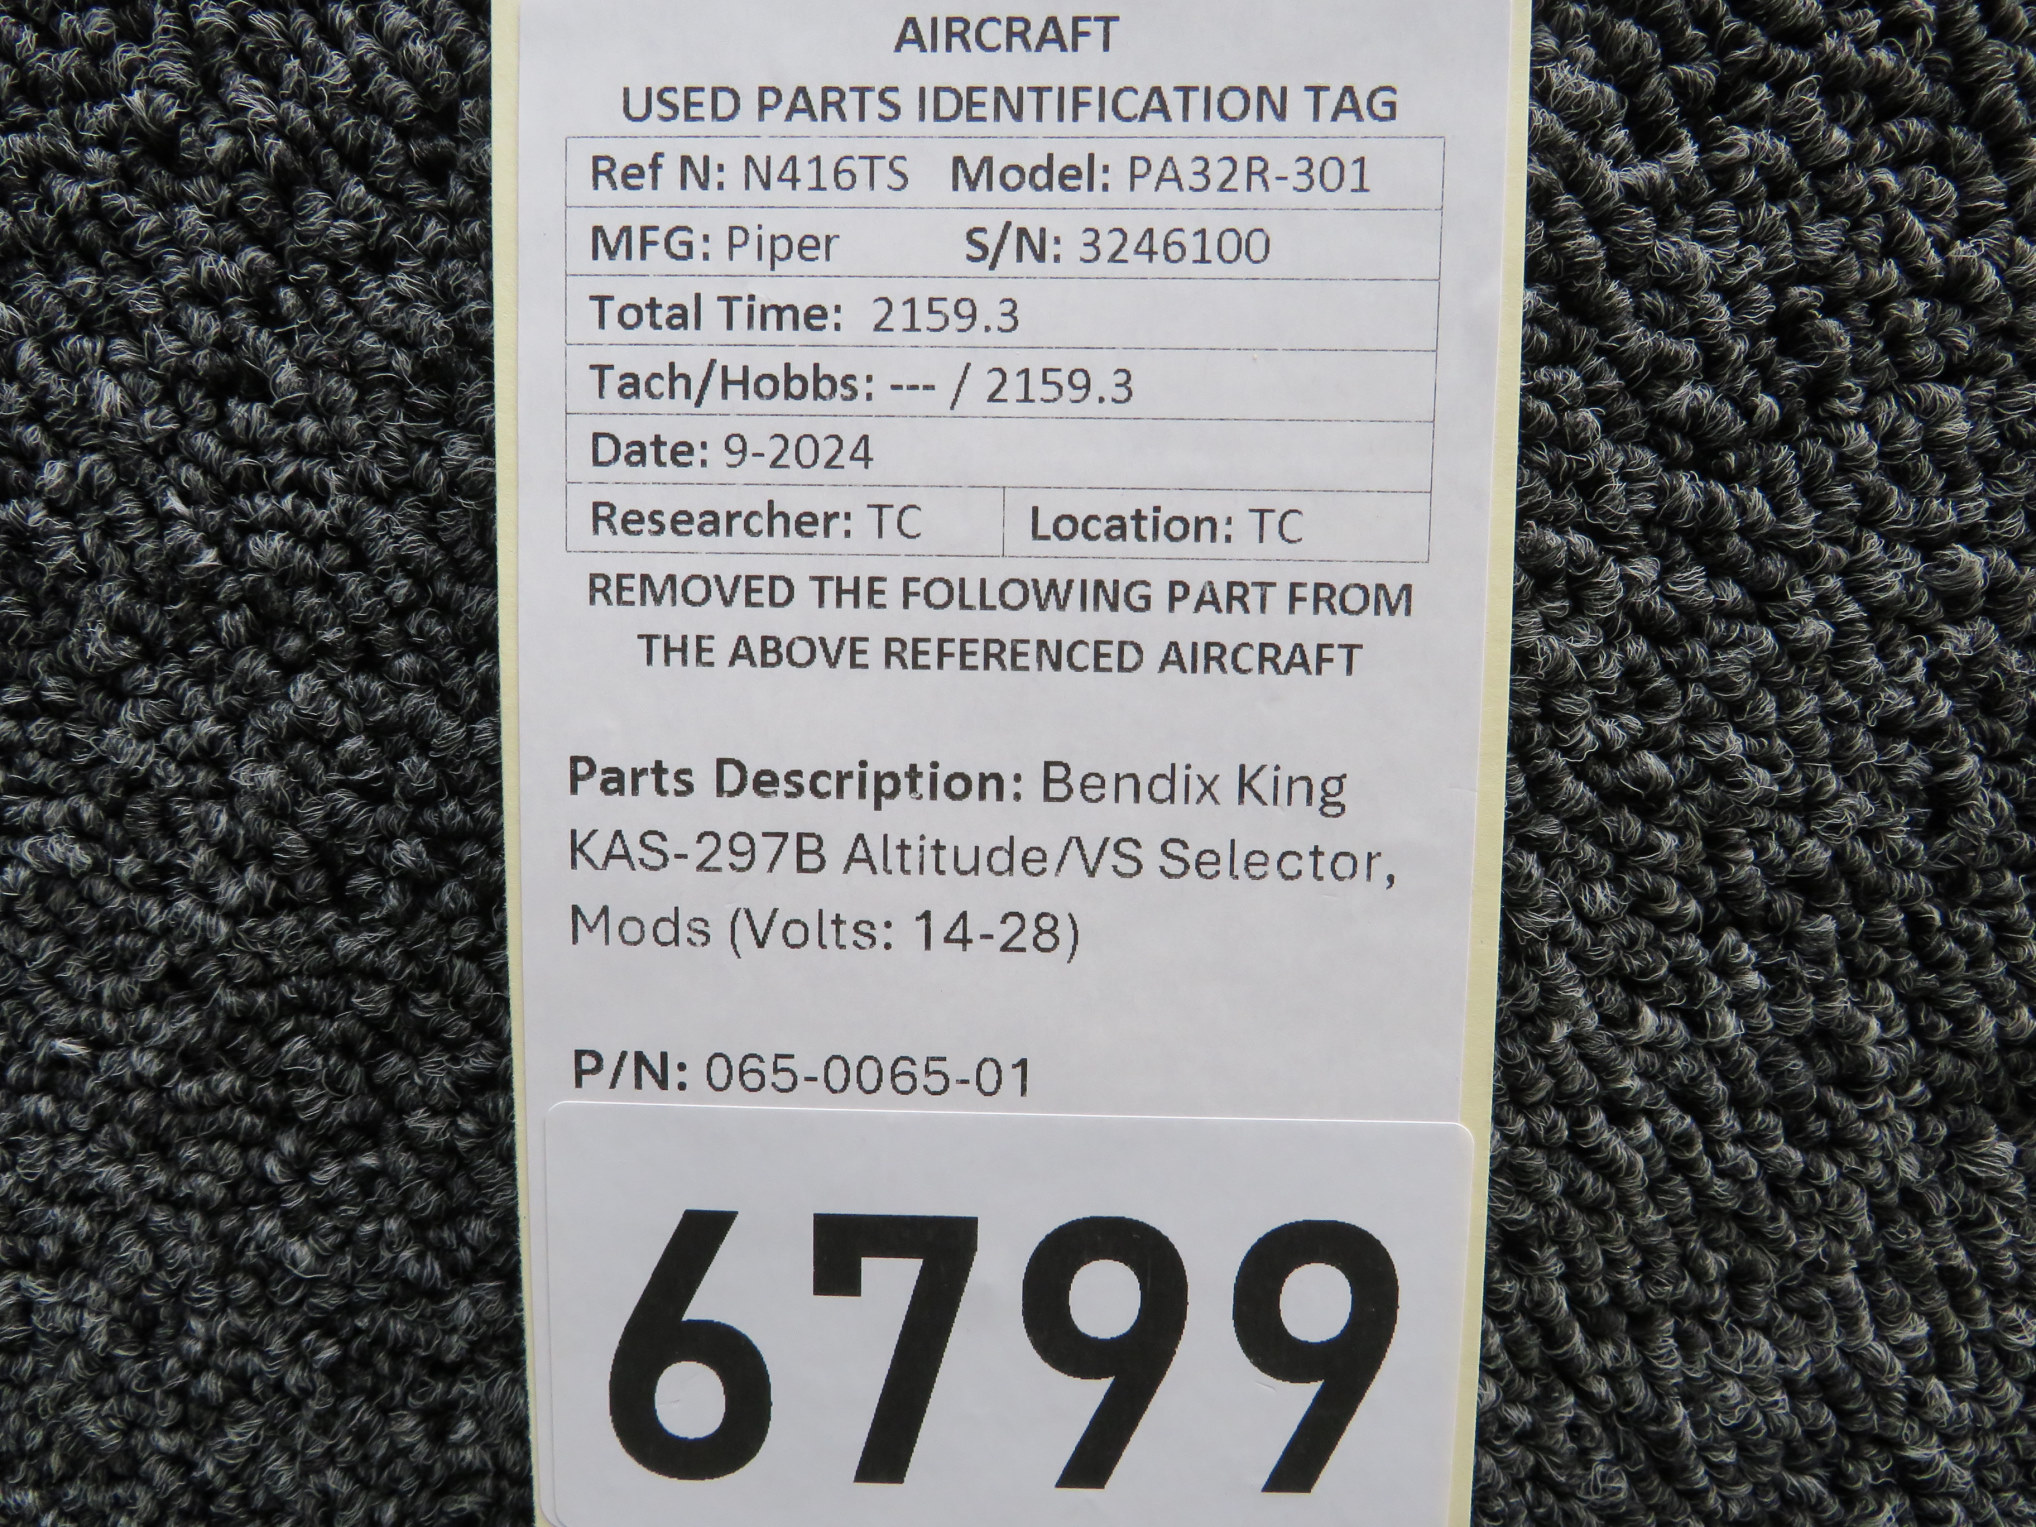 AIRCRAFT
USED PARTS IDENTIFICATION TAG
Ref N: N416TS Model: PA32R-301
MFG: Piper S/N: 3246100
Total Time: 2159.3
Tach/Hobbs: --- / 2159.3
Date: 9-2024
Researcher: TC Location: TC
REMOVED THE FOLLOWING PART FROM
THE ABOVE REFERENCED AIRCRAFT
Parts Description: Bendix King
KAS-297B Altitude/VS Selector,
Mods (Volts: 14-28)
P/N: 065-0065-01
6799